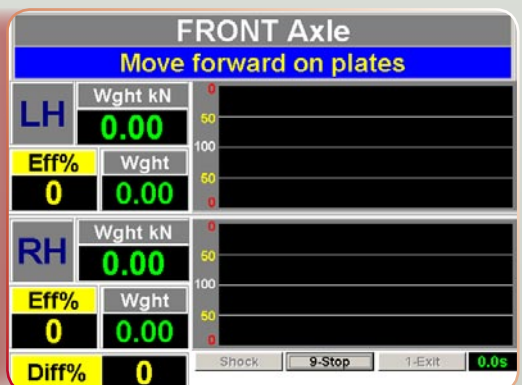 FRONT Axle
Move forward on plates
LH
Wght kN
0.00
Eff%
0
Wght
0.00
0
50
100
50
0
RH
Wght kN
0.00
Eff%
0
Wght
0.00
0
50
100
50
0
Diff% 0
Shock 9-Stop 1-Exit 0.0s